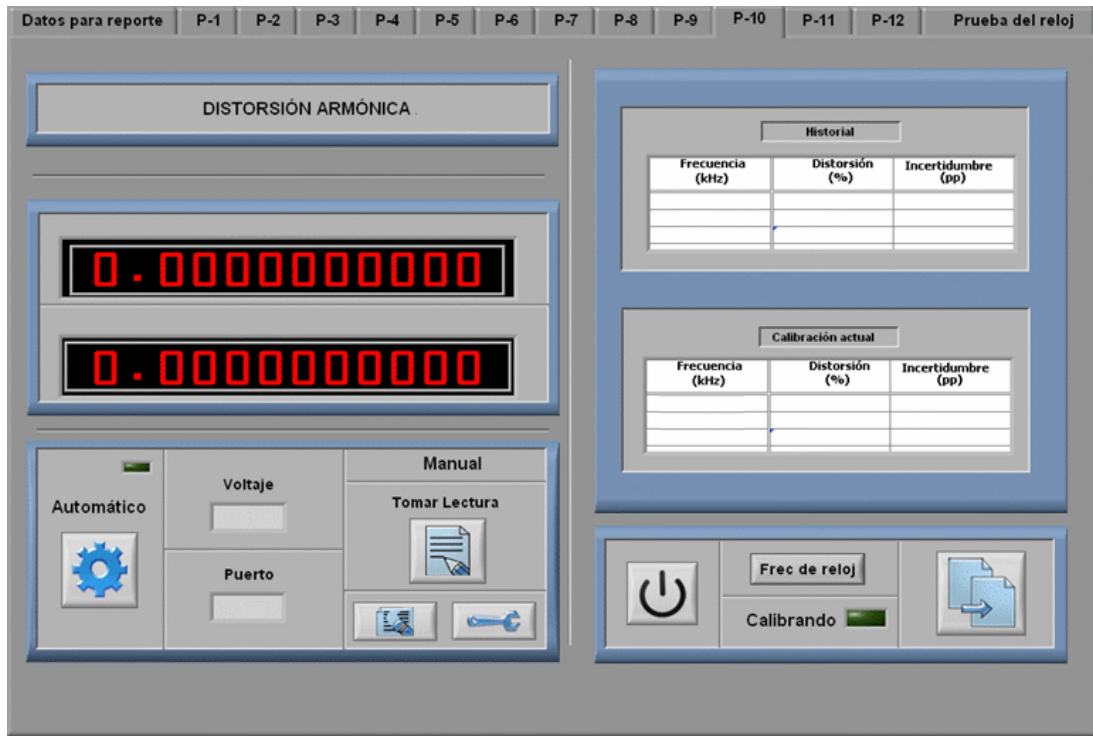 Datos para reporte P-1 P-2 P-3 P-4 P-5 P-6 P-7 P-8 P-9 P-10 P-11 P-12 Prueba del reloj
DISTORSIÓN ARMÓNICA .
0.0000000000
0.0000000000
Automático
Voltaje
Puerto
Manual
Tomar Lectura
Historial
Frecuencia (kHz) Distorsión (%) Incertidumbre (pp)
Calibración actual
Frecuencia (kHz) Distorsión (%) Incertidumbre (pp)
Frec de reloj
Calibrando